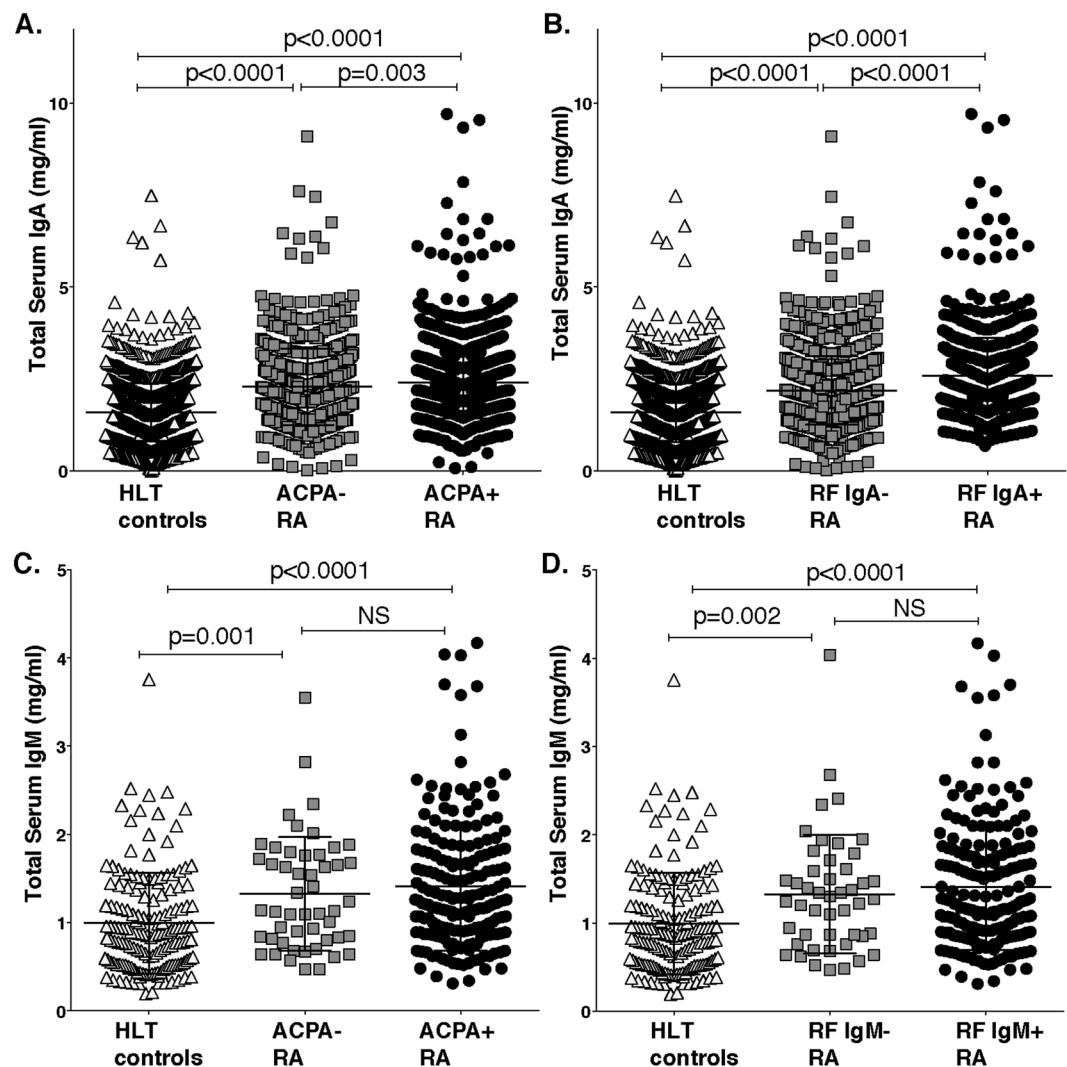 A.
p<0.0001
p<0.0001
p=0.003
Total Serum IgA (mg/ml)
10
5
0
HLT
controls
ACPA-
RA
ACPA+
RA
B.
p<0.0001
p<0.0001
p<0.0001
Total Serum IgA (mg/ml)
10
5
0
HLT
controls
RF IgA-
RA
RF IgA+
RA
C.
p<0.0001
NS
p=0.001
Total Serum IgM (mg/ml)
5
4
3
2
1
0
HLT
controls
ACPA-
RA
ACPA+
RA
D.
p<0.0001
NS
p=0.002
Total Serum IgM (mg/ml)
5
4
3
2
1
0
HLT
controls
RF IgM-
RA
RF IgM+
RA